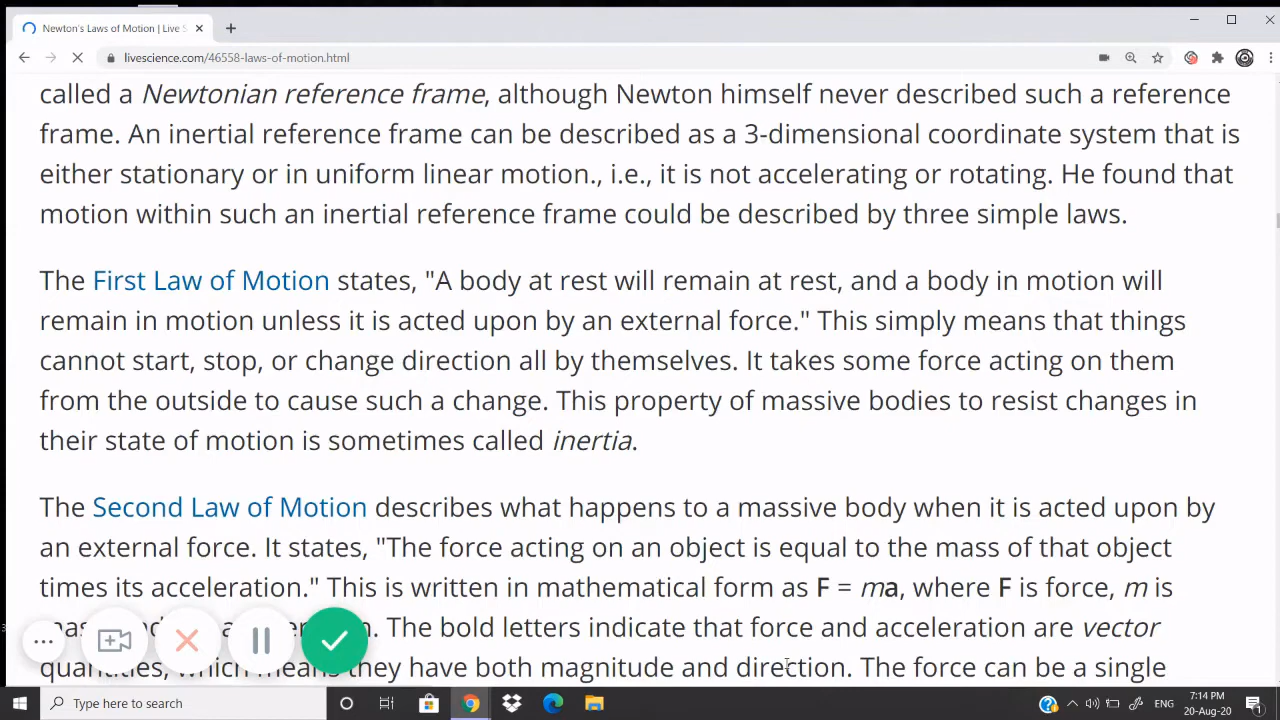 Newton's Laws of Motion | Live S
livescience.com/46558-laws-of-motion.html
called a Newtonian reference frame, although Newton himself never described such a reference
frame. An inertial reference frame can be described as a 3-dimensional coordinate system that is
either stationary or in uniform linear motion., i.e., it is not accelerating or rotating. He found that
motion within such an inertial reference frame could be described by three simple laws.
The First Law of Motion states, "A body at rest will remain at rest, and a body in motion will
remain in motion unless it is acted upon by an external force." This simply means that things
cannot start, stop, or change direction all by themselves. It takes some force acting on them
from the outside to cause such a change. This property of massive bodies to resist changes in
their state of motion is sometimes called inertia.
The Second Law of Motion describes what happens to a massive body when it is acted upon by
an external force. It states, "The force acting on an object is equal to the mass of that object
times its acceleration." This is written in mathematical form as F = ma, where F is force, m is
The bold letters indicate that force and acceleration are vector
quantities, which means they have both magnitude and direction. The force can be a single
Type here to search
ENG
7:14 PM
20-Aug-20